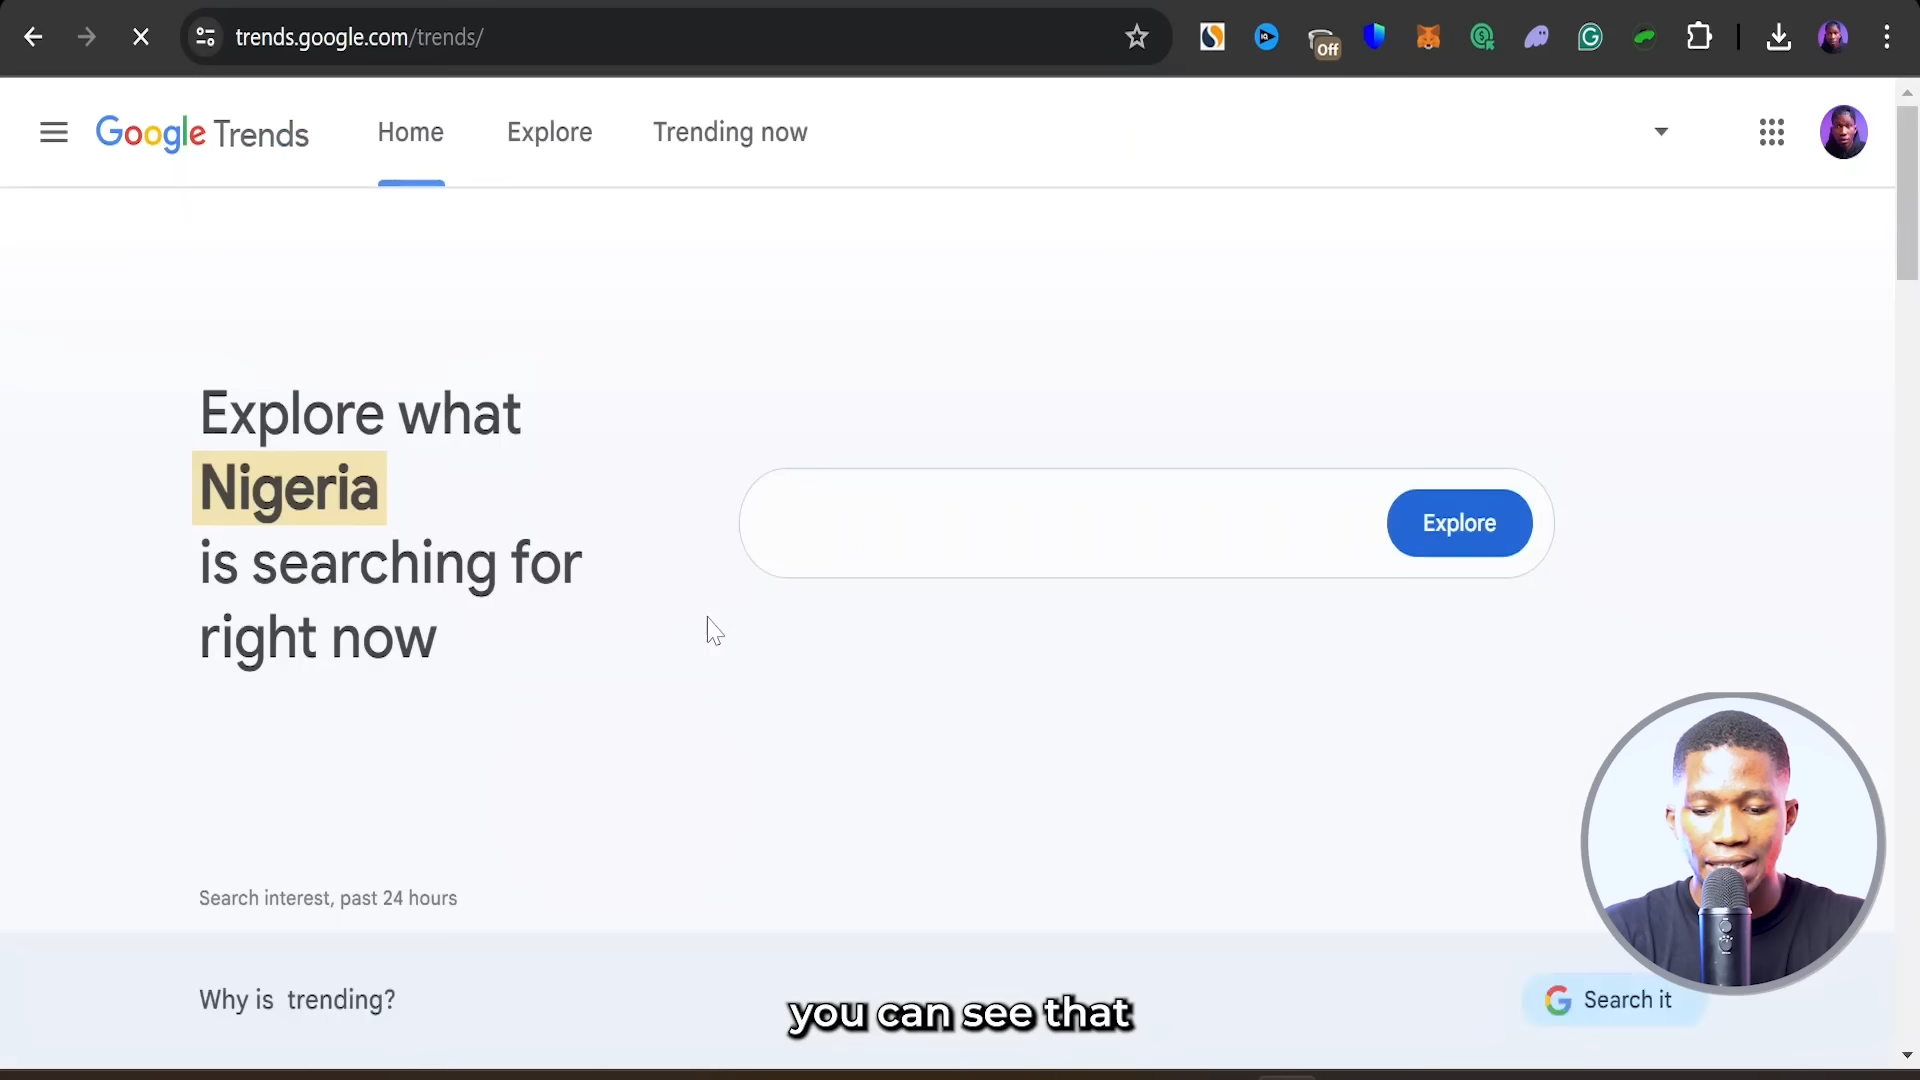 trends.google.com/trends/
Off
Google Trends
Home
Explore
Trending now
Explore what
Nigeria
is searching for
right now
Explore
Search interest, past 24 hours
Why is trending?
Search it
you can see that